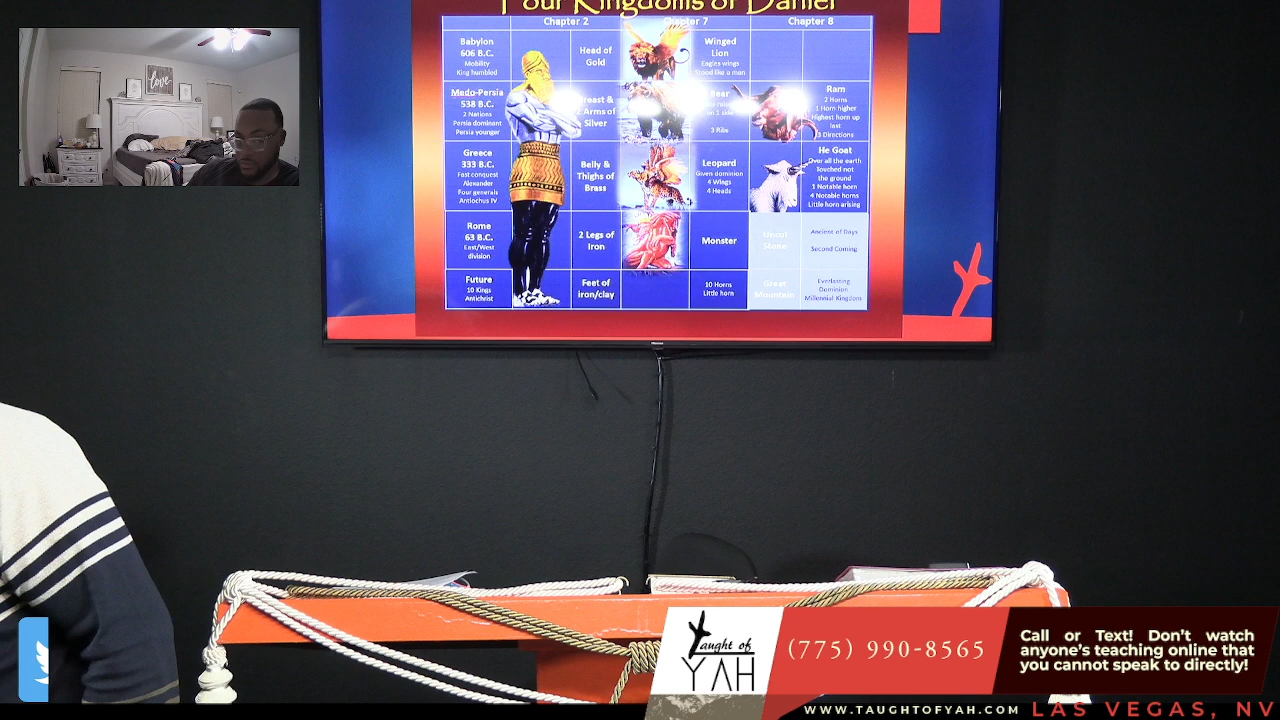 Four Kingdoms of Daniel
Chapter 2
Chapter 7
Chapter 8
Babylon
606 B.C.
Mobility
King humbled
Head of
Gold
Winged
Lion
Eagles wings
Stood like a man
Medo-Persia
538 B.C.
2 Nations
Persia dominant
Persia younger
Breast &
Arms of
Silver
Bear
3 Ribs
Ram
2 Horns
1 Horn higher
Highest horn up
last
3 Directions
Greece
333 B.C.
Fast conquest
Alexander
Four generals
Antiochus IV
Belly &
Thighs of
Brass
Leopard
Given dominion
4 Wings
4 Heads
He Goat
Over all the earth
Touched not
the ground
1 Notable horn
4 Notable horns
Little horn arising
Rome
63 B.C.
East/West
division
2 Legs of
Iron
Monster
Uncut
Stone
Ancient of Days
Second Coming
Future
10 Kings
Antichrist
Feet of
iron/clay
10 Horns
Little horn
Great
Mountain
Everlasting
Dominion
Millennial Kingdom
love
Hisense
Taught of
YAH
(775) 990-8565
Call or Text! Don't watch
anyone's teaching online that
you cannot speak to directly!
WWW.TAUGHTOFYAH.COM
LAS VEGAS, NV